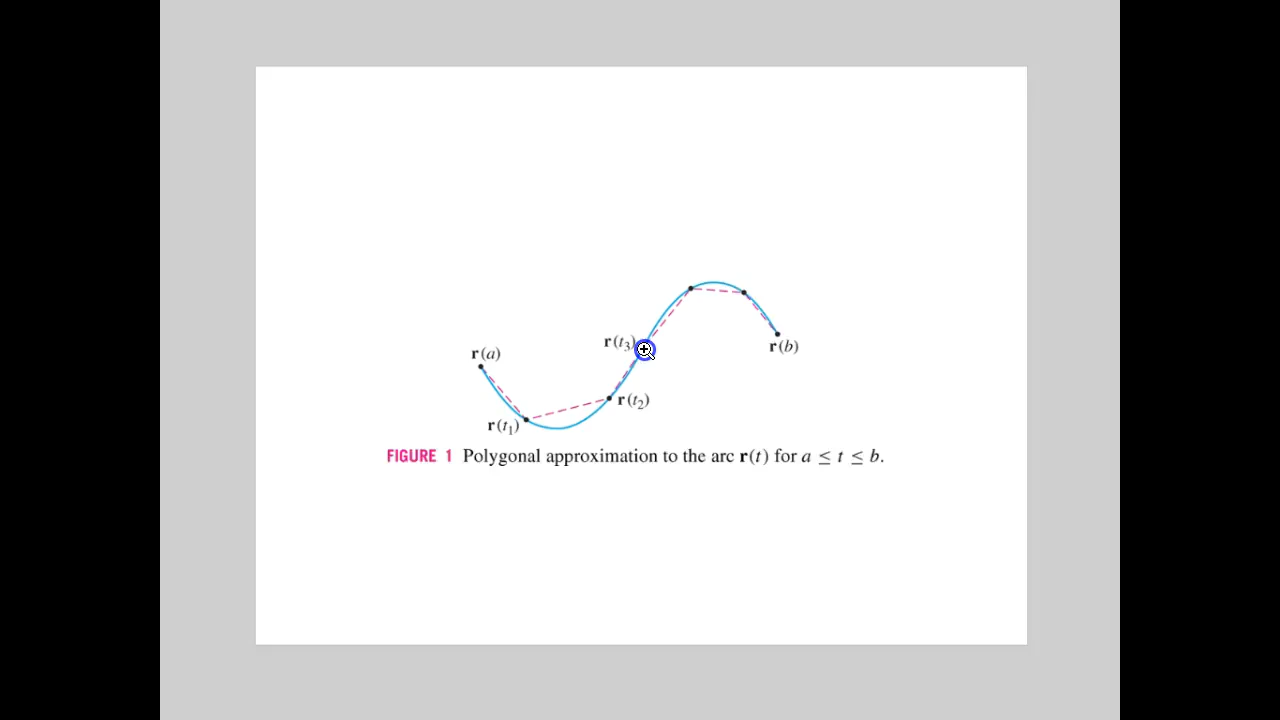 r(t₃)
r(a)
r(b)
r(t₂)
r(t₁)
FIGURE 1 Polygonal approximation to the arc r(t) for a ≤ t ≤ b.